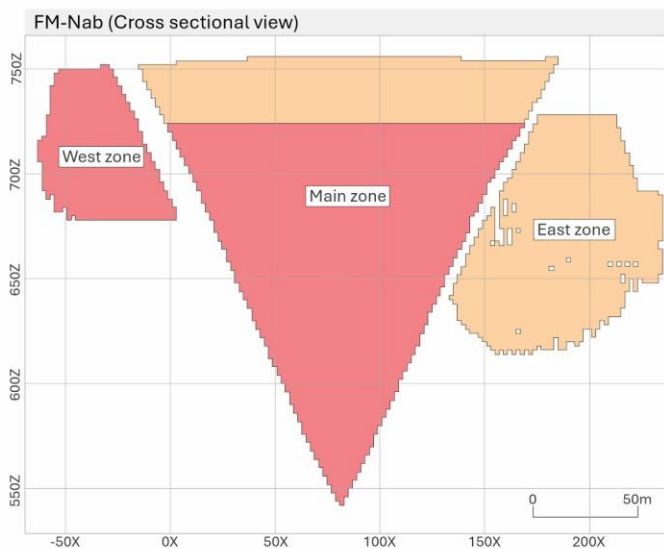 FM-Nab (Cross sectional view)
750Z
700Z
650Z
600Z
550Z
West zone
Main zone
East zone
0 50m
-50X 0X 50X 100X 150X 200X